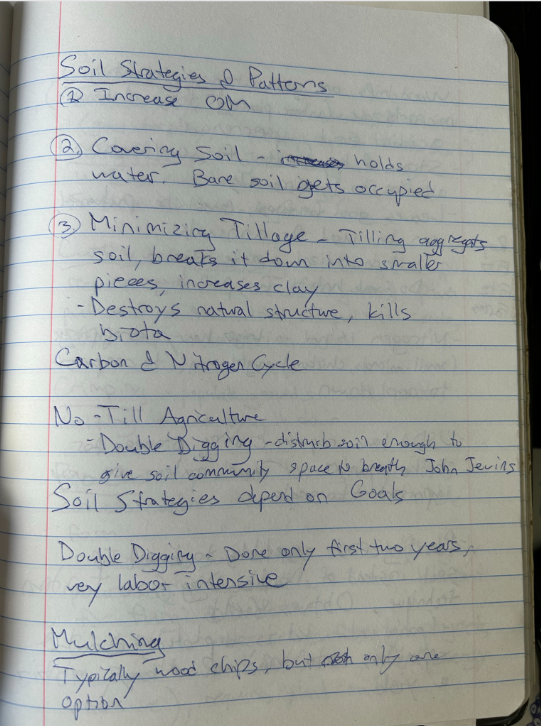 Soil Strategies & Patterns
① Increase OM
② Covering Soil - holds
water. Bare soil gets occupied
③ Minimizing Tillage - Tilling aggregats
soil, breaks it down into smaller
pieces, increases clay
- Destroys natural structure, kills
biota
Carbon & Nitrogen Cycle
No-Till Agriculture
- Double Digging - disturb soil enough to
give soil community space to breath, John Jevins
Soil Strategies depend on Goals
Double Digging - Done only first two years,
very labor intensive
Mulching
Typically wood chips, but only one
option